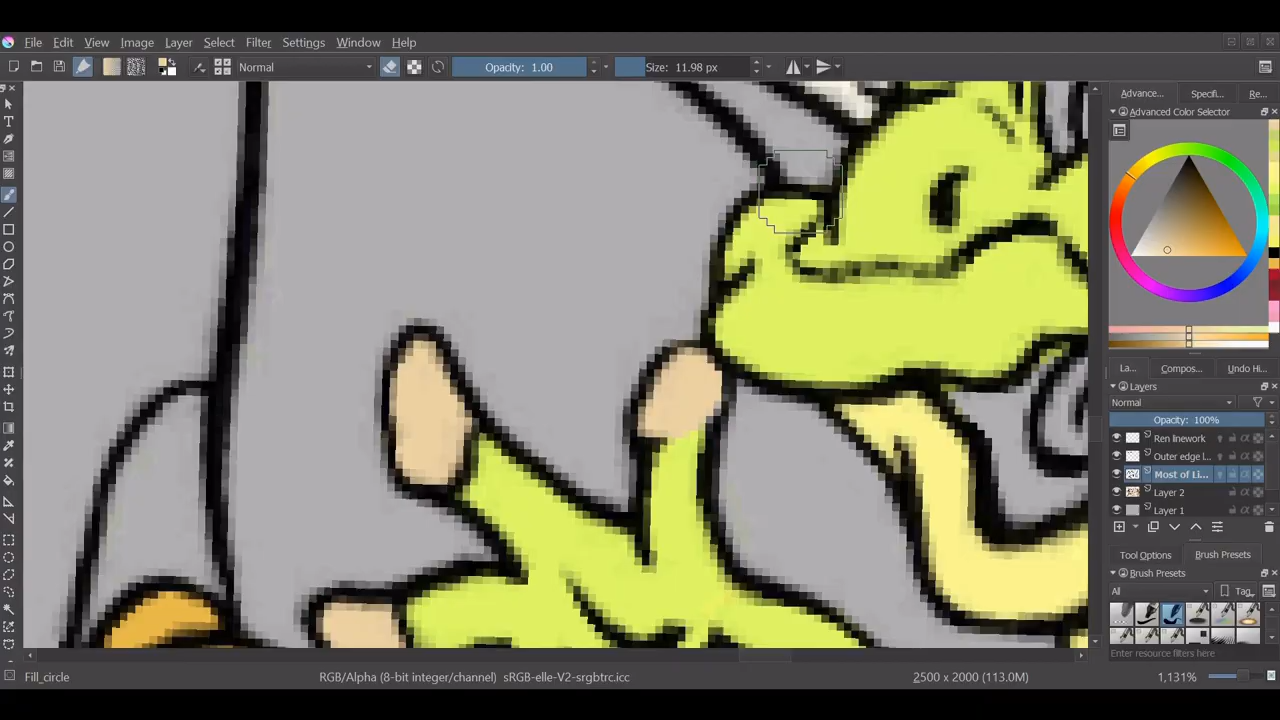 File Edit View Image Layer Select Filter Settings Window Help
Normal Opacity: 1.00 Size: 11.98 px
Advance... Specifi... Re...
Advanced Color Selector
La... Compos... Undo Hi...
Layers
Normal
Opacity: 100%
Ren linework
Outer edge l...
Most of Li...
Layer 2
Layer 1
Tool Options Brush Presets
Brush Presets
All Tag
Enter resource filters here
Fill_circle RGB/Alpha (8-bit integer/channel) sRGB-elle-V2-srgbtrc.icc 2500 x 2000 (113.0M) 1,131%